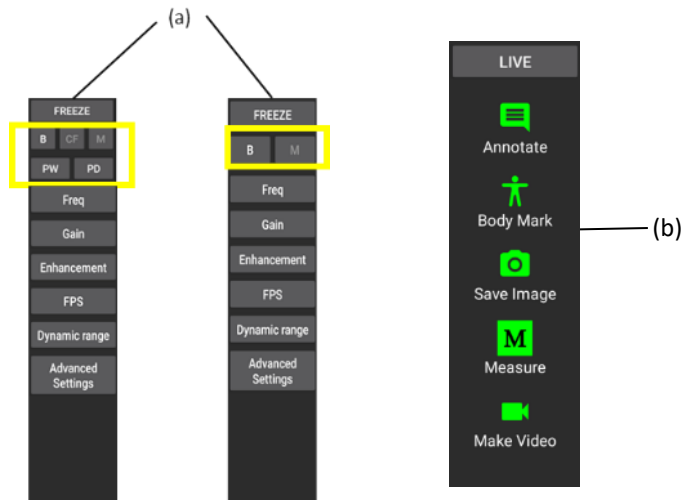 (a)
FREEZE
B CF M
PW PD
Freq
Gain
Enhancement
FPS
Dynamic range
Advanced
Settings
FREEZE
B M
Freq
Gain
Enhancement
FPS
Dynamic range
Advanced
Settings
LIVE
Annotate
Body Mark
Save Image
M
Measure
Make Video
(b)